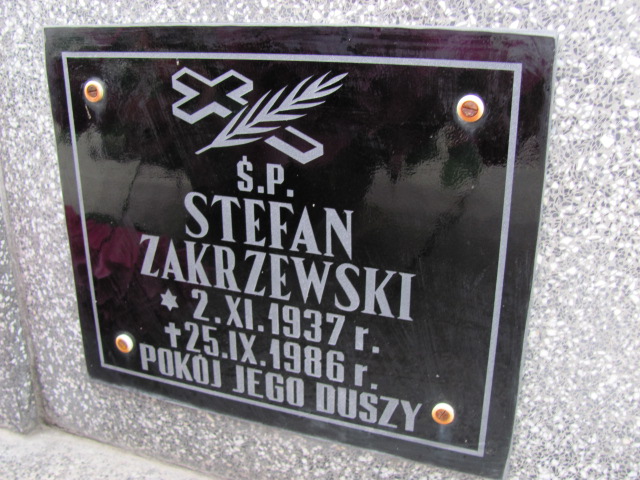 Ś.P.
STEFAN
ZAKRZEWSKI
* 2.XI.1937 r.
✝25.IX.1986 r.
POKÓJ JEGO DUSZY